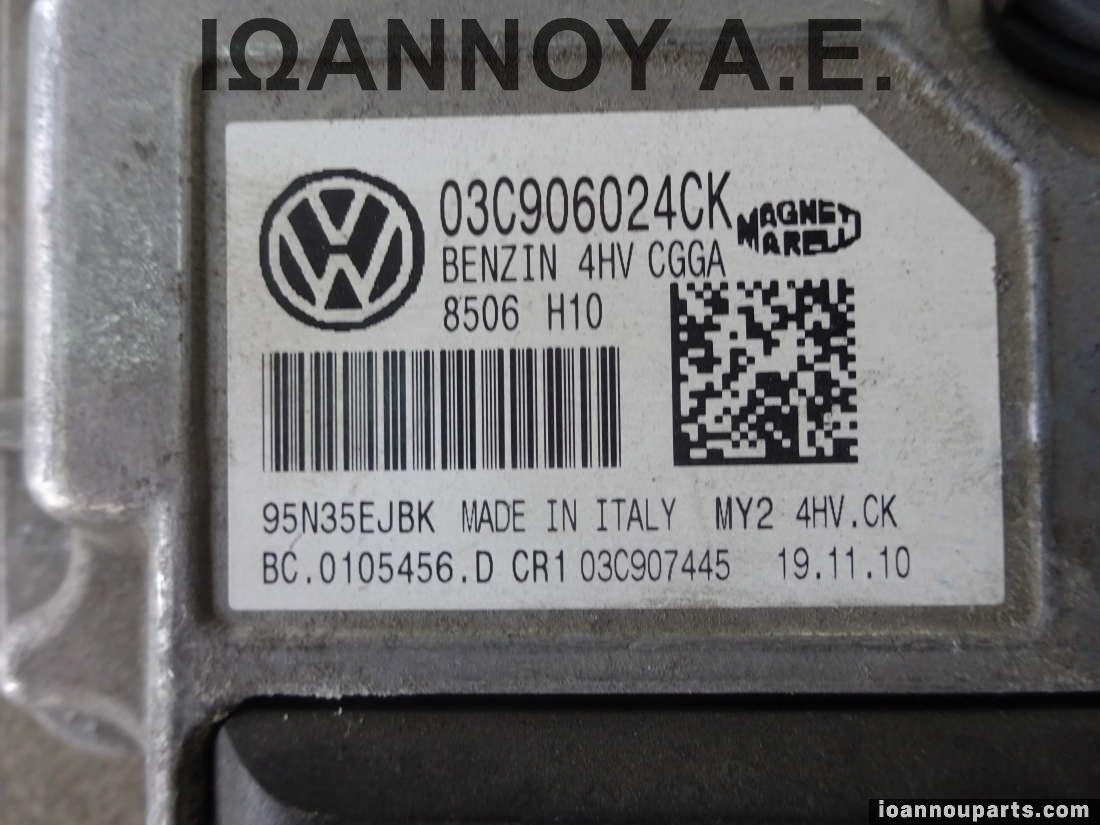 ΙΩΑΝΝΟΥ Α.Ε.
03C906024CK
MAGNETI
MARELLI
BENZIN 4HV CGGA
8506 H10
95N35EJBK MADE IN ITALY MY2 4HV.CK
BC.0105456.D CR1 03C907445 19.11.10
ioannouparts.com